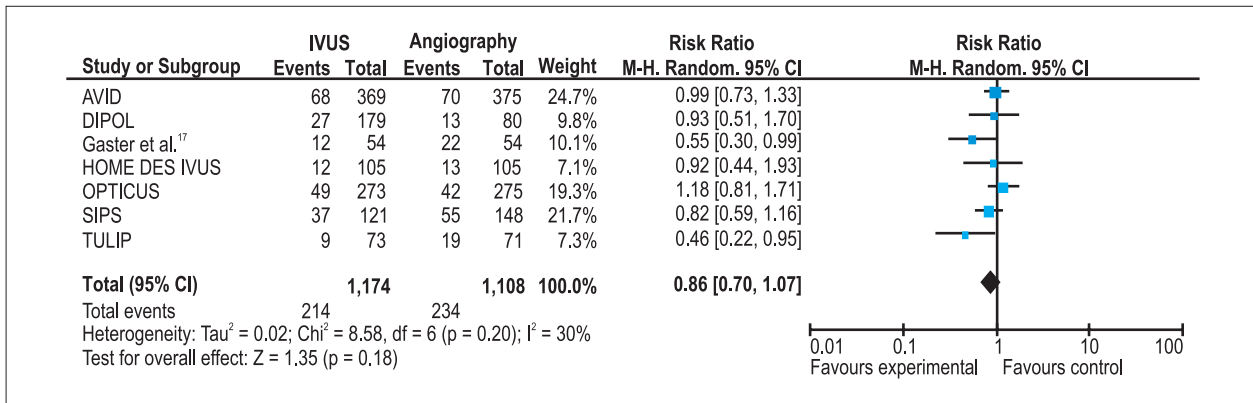 IVUS Angiography Risk Ratio Risk Ratio
Study or Subgroup Events Total Events Total Weight M-H. Random. 95% CI M-H. Random. 95% CI
AVID 68 369 70 375 24.7% 0.99 [0.73, 1.33]
DIPOL 27 179 13 80 9.8% 0.93 [0.51, 1.70]
Gaster et al.17 12 54 22 54 10.1% 0.55 [0.30, 0.99]
HOME DES IVUS 12 105 13 105 7.1% 0.92 [0.44, 1.93]
OPTICUS 49 273 42 275 19.3% 1.18 [0.81, 1.71]
SIPS 37 121 55 148 21.7% 0.82 [0.59, 1.16]
TULIP 9 73 19 71 7.3% 0.46 [0.22, 0.95]
Total (95% CI) 1,174 1,108 100.0% 0.86 [0.70, 1.07]
Total events 214 234
Heterogeneity: Tau2 = 0.02; Chi2 = 8.58, df = 6 (p = 0.20); I2 = 30%
Test for overall effect: Z = 1.35 (p = 0.18)
0.01 0.1 1 10 100
Favours experimental Favours control